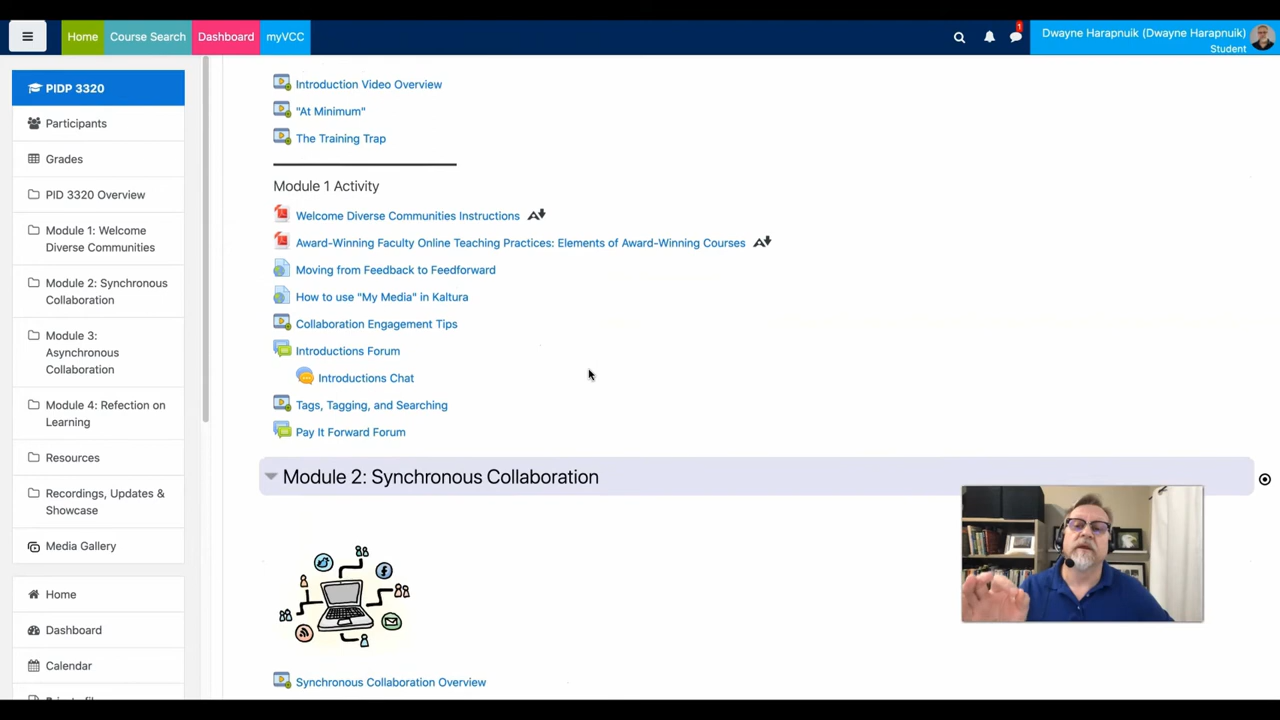 Home
Course Search
Dashboard
myVCC
1
Dwayne Harapnuik (Dwayne Harapnuik)
Student
PIDP 3320
Participants
Grades
PID 3320 Overview
Module 1: Welcome
Diverse Communities
Module 2: Synchronous
Collaboration
Module 3:
Asynchronous
Collaboration
Module 4: Refection on
Learning
Resources
Recordings, Updates &
Showcase
Media Gallery
Home
Dashboard
Calendar
Introduction Video Overview
"At Minimum"
The Training Trap
Module 1 Activity
Welcome Diverse Communities Instructions
Award-Winning Faculty Online Teaching Practices: Elements of Award-Winning Courses
Moving from Feedback to Feedforward
How to use "My Media" in Kaltura
Collaboration Engagement Tips
Introductions Forum
Introductions Chat
Tags, Tagging, and Searching
Pay It Forward Forum
Module 2: Synchronous Collaboration
Synchronous Collaboration Overview